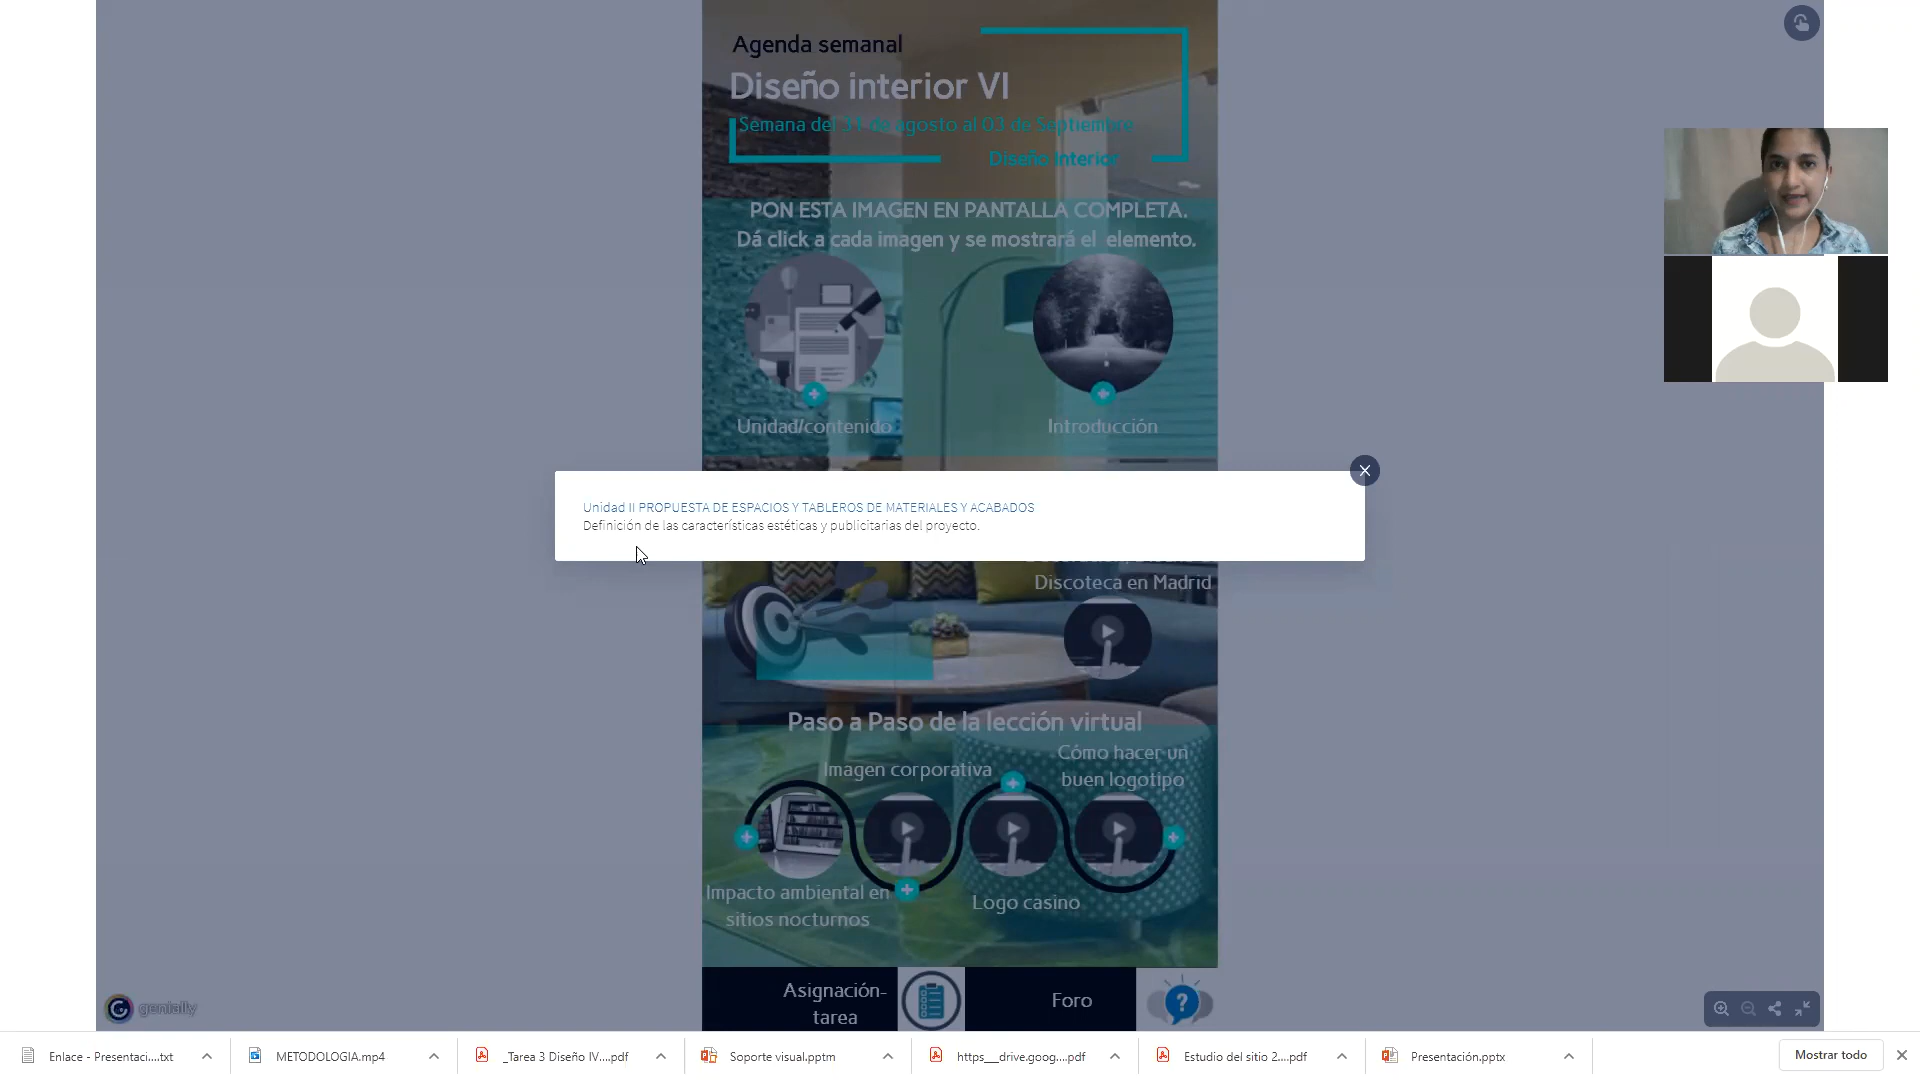 Agenda semanal
Diseño interior VI
Semana del 31 de agosto al 03 de Septiembre
Diseño Interior
PON ESTA IMAGEN EN PANTALLA COMPLETA.
Dá click a cada imagen y se mostrará el elemento.
Unidad/contenido
Introducción
Unidad II PROPUESTA DE ESPACIOS Y TABLEROS DE MATERIALES Y ACABADOS
Definición de las características estéticas y publicitarias del proyecto.
Discoteca en Madrid
Paso a Paso de la lección virtual
Cómo hacer un
buen logotipo
Imagen corporativa
Impacto ambiental en
sitios nocturnos
Logo casino
Asignación-
tarea
Foro
genially
Enlace - Presentaci....txt
METODOLOGIA.mp4
_Tarea 3 Diseño IV....pdf
Soporte visual.pptm
https__drive.goog....pdf
Estudio del sitio 2....pdf
Presentación.pptx
Mostrar todo